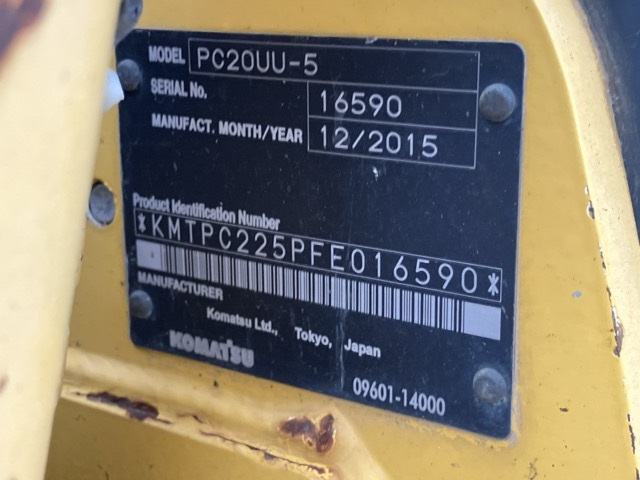 MODEL PC20UU-5
SERIAL No. 16590
MANUFACT. MONTH/YEAR 12/2015
Product Identification Number
*KMTPC225PFE016590*
MANUFACTURER
Komatsu Ltd., Tokyo, Japan
KOMATSU
09601-14000